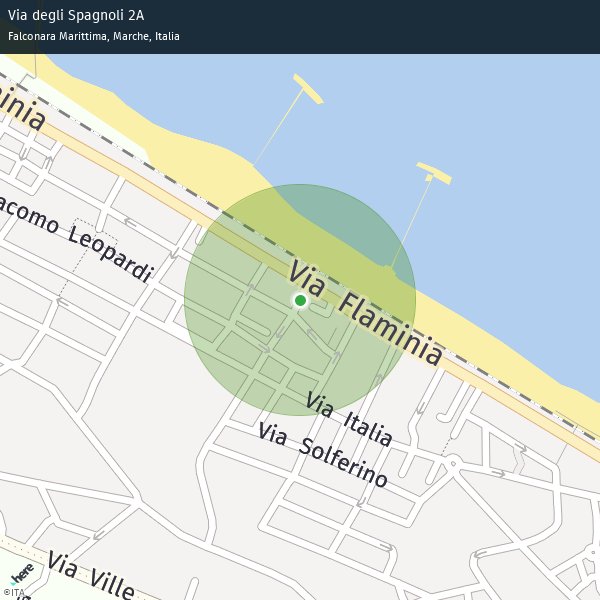 Via degli Spagnoli 2A
Falconara Marittima, Marche, Italia
inia
acomo Leopardi
Via Flaminia
Via Italia
Via Solferino
Via Ville
here
©ITA